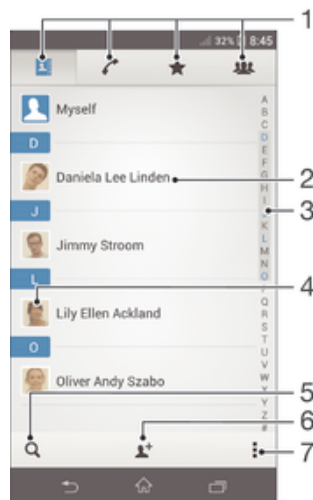 1
32% 8:45
Myself
D
Daniela Lee Linden
2
J
Jimmy Stroom
3
L
Lily Ellen Ackland
4
O
Oliver Andy Szabo
A
B
C
D
E
F
G
H
I
K
L
M
N
O
Q
R
S
T
U
V
W
X
Y
Z
#
5
6
7